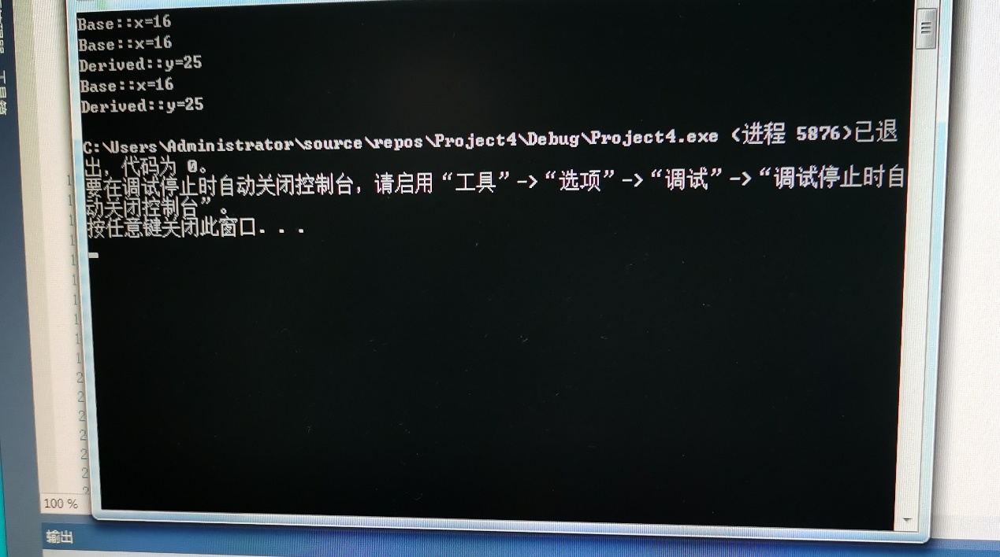 Base::x=16
Base::x=16
Derived::y=25
Base::x=16
Derived::y=25
C:\Users\Administrator\source\repos\Project4\Debug\Project4.exe (进程 5876)已退
出，代码为 0。
要在调试停止时自动关闭控制台，请启用“工具”->“选项”->“调试”->“调试停止时自
动关闭控制台”。
按任意键关闭此窗口. . .
100 %
输出